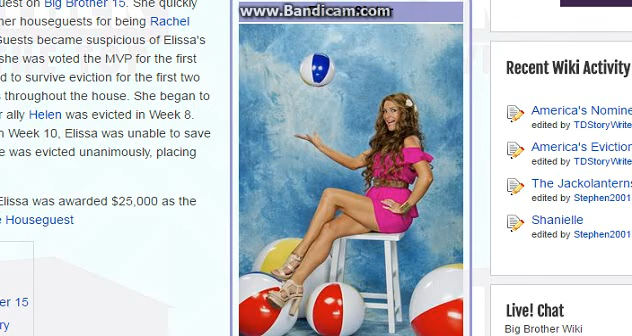 www.Bandicam.com
uest on Big Brother 15. She quickly
her houseguests for being Rachel
Guests became suspicious of Elissa's
she was voted the MVP for the first
d to survive eviction for the first two
s throughout the house. She began to
r ally Helen was evicted in Week 8.
n Week 10, Elissa was unable to save
e was evicted unanimously, placing
Elissa was awarded $25,000 as the
e Houseguest
er 15
ry
Recent Wiki Activity
America's Nomine
edited by TDStoryWrite
America's Eviction
edited by TDStoryWrite
The Jackolanterns
edited by Stephen2001
Shanielle
edited by Stephen2001
Live! Chat
Big Brother Wiki